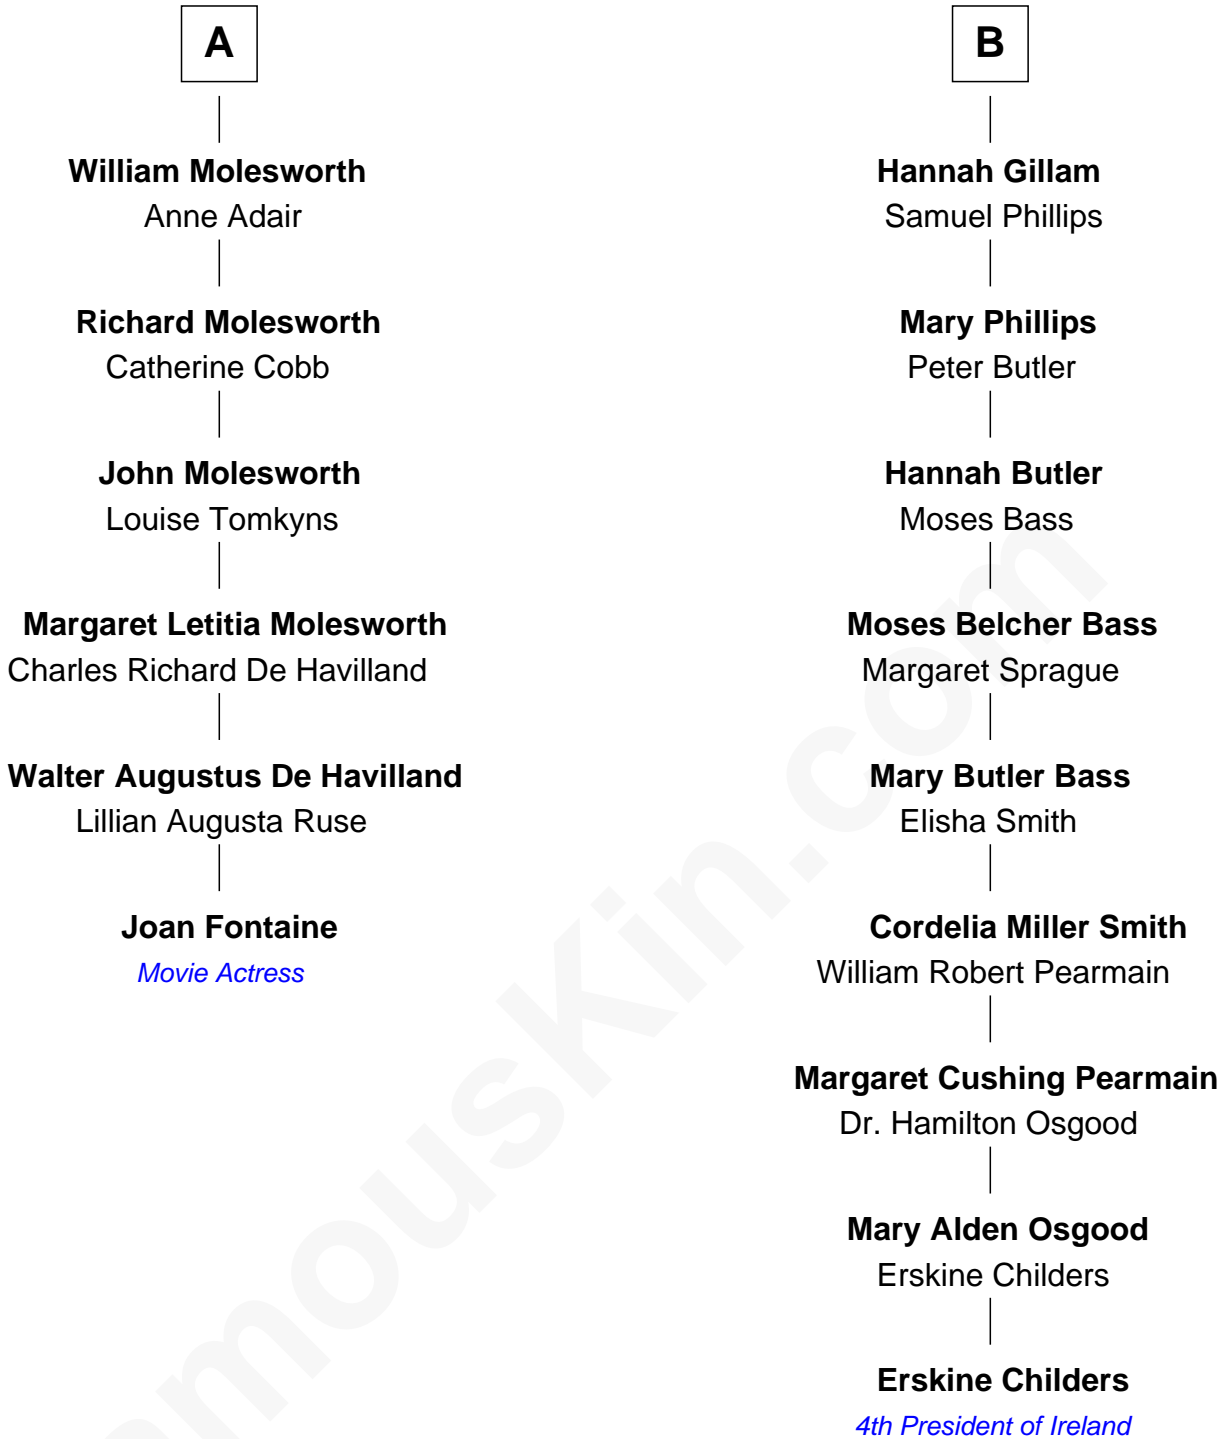 A
William Molesworth
Anne Adair
Richard Molesworth
Catherine Cobb
John Molesworth
Louise Tomkyns
Margaret Letitia Molesworth
Charles Richard De Havilland
Walter Augustus De Havilland
Lillian Augusta Ruse
Joan Fontaine
Movie Actress
B
Hannah Gillam
Samuel Phillips
Mary Phillips
Peter Butler
Hannah Butler
Moses Bass
Moses Belcher Bass
Margaret Sprague
Mary Butler Bass
Elisha Smith
Cordelia Miller Smith
William Robert Pearmain
Margaret Cushing Pearmain
Dr. Hamilton Osgood
Mary Alden Osgood
Erskine Childers
Erskine Childers
4th President of Ireland
amouskin.com